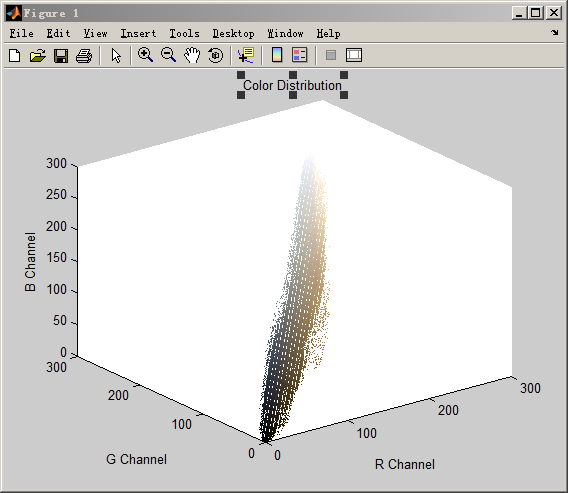 Figure 1
File Edit View Insert Tools Desktop Window Help
Color Distribution
300
250
200
150
100
50
0
B Channel
300
200
100
0
G Channel
0
100
200
300
R Channel